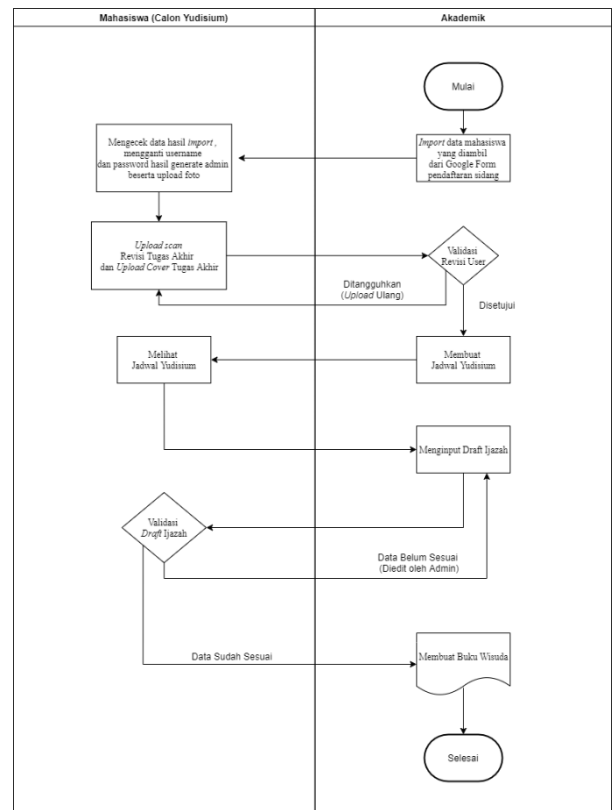 Mahasiswa (Calon Yudisium)
Akademik
Mulai
Import data mahasiswa
yang diambil
dari Google Form
pendaftaran sidang
Mengecek data hasil import ,
mengganti username
dan password hasil generate admin
beserta upload foto
Upload scan
Revisi Tugas Akhir
dan Upload Cover Tugas Akhir
Validasi
Revisi User
Ditangguhkan
(Upload Ulang)
Disetujui
Membuat
Jadwal Yudisium
Melihat
Jadwal Yudisium
Menginput Draft Ijazah
Validasi
Draft Ijazah
Data Belum Sesuai
(Diedit oleh Admin)
Data Sudah Sesuai
Membuat Buku Wisuda
Selesai